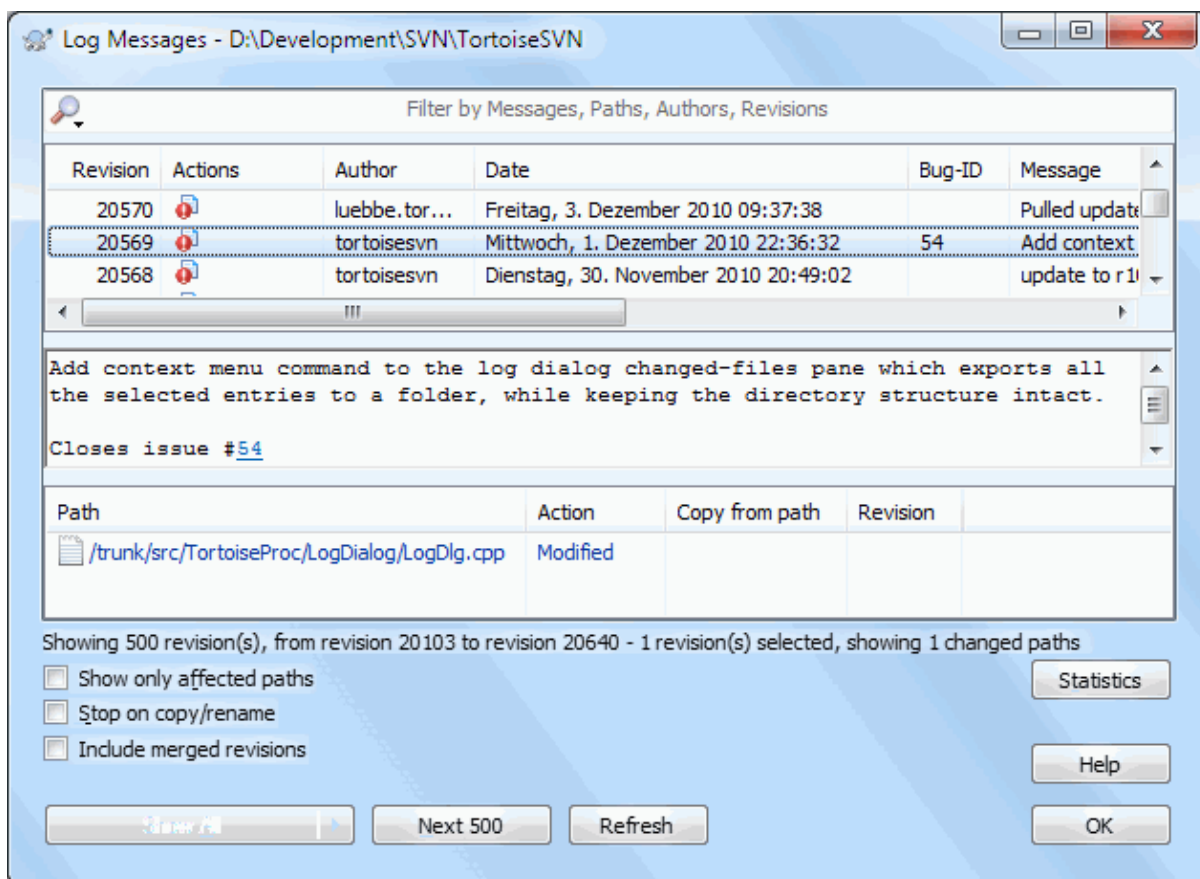 Log Messages - D:\Development\SVN\TortoiseSVN
Filter by Messages, Paths, Authors, Revisions
Revision Actions Author Date Bug-ID Message
20570 luebbe.tor... Freitag, 3. Dezember 2010 09:37:38 Pulled update
20569 tortoisesvn Mittwoch, 1. Dezember 2010 22:36:32 54 Add context
20568 tortoisesvn Dienstag, 30. November 2010 20:49:02 update to
Add context menu command to the log dialog changed-files pane which exports all
the selected entries to a folder, while keeping the directory structure intact.
Closes issue #54
Path Action Copy from path Revision
/trunk/src/TortoiseProc/LogDialog/LogDlg.cpp Modified
Showing 500 revision(s), from revision 20103 to revision 20640 - 1 revision(s) selected, showing 1 changed paths
Show only affected paths
Statistics
Stop on copy/rename
Include merged revisions
Help
Show All Next 500 Refresh OK